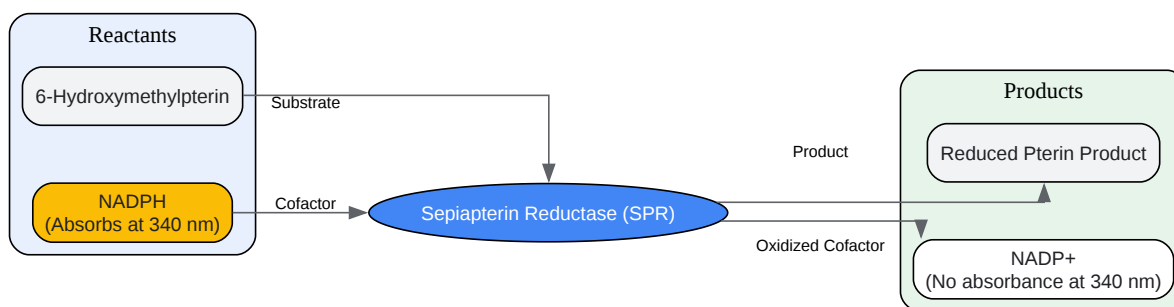 Reactants
6-Hydroxymethylpterin
Substrate
NADPH
(Absorbs at 340 nm)
Cofactor
Sepiapterin Reductase (SPR)
Product
Oxidized Cofactor
Products
Reduced Pterin Product
NADP+
(No absorbance at 340 nm)